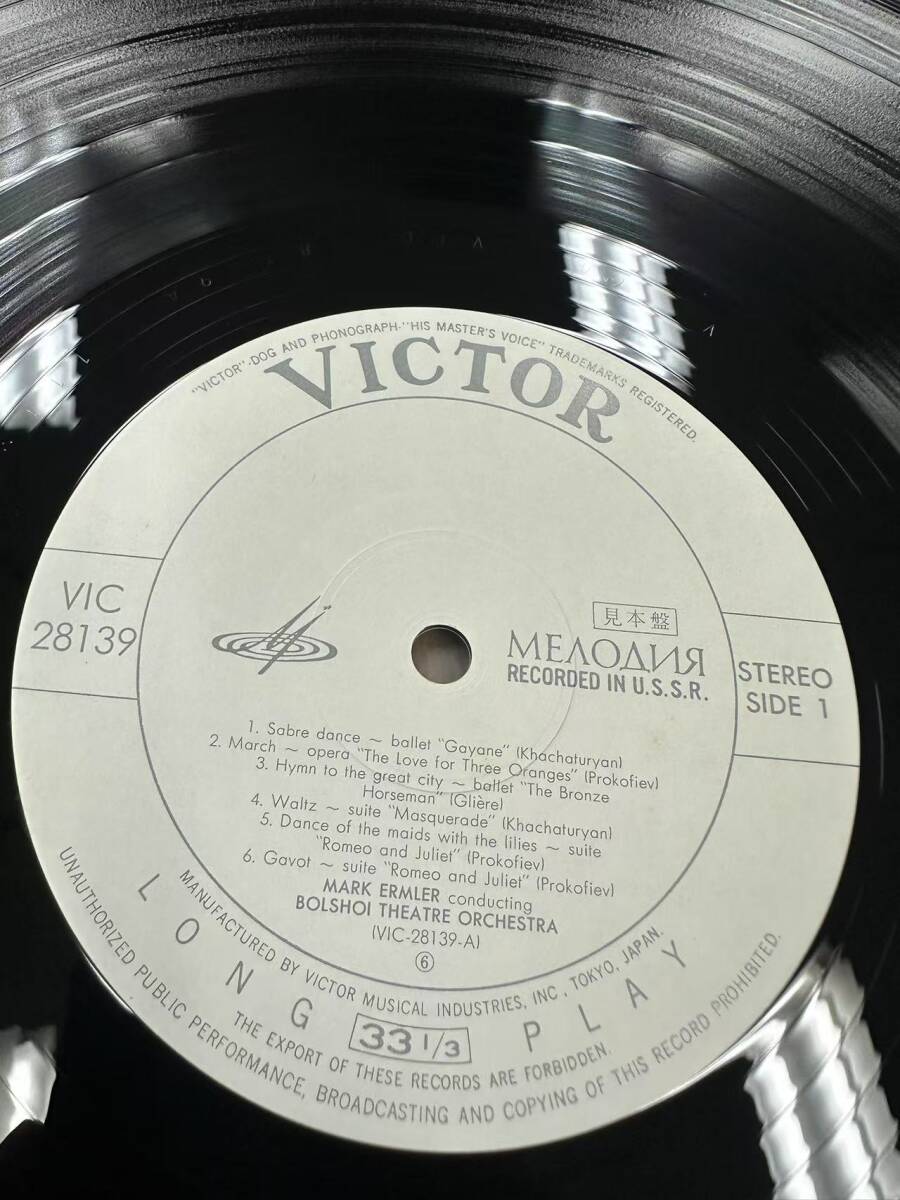 "VICTOR"·DOG AND PHONOGRAPH·"HIS MASTER'S VOICE" TRADEMARKS REGISTERED.
VICTOR
VIC
28139
見本盤
МЕЛОДИЯ
RECORDED IN U.S.S.R.
STEREO
SIDE 1
1. Sabre dance ~ ballet "Gayane" (Khachaturyan)
2. March ~ opera "The Love for Three Oranges" (Prokofiev)
3. Hymn to the great city ~ ballet "The Bronze
Horseman" (Glière)
4. Waltz ~ suite "Masquerade" (Khachaturyan)
5. Dance of the maids with the lilies ~ suite
"Romeo and Juliet" (Prokofiev)
6. Gavot ~ suite "Romeo and Juliet" (Prokofiev)
MARK ERMLER conducting
BOLSHOI THEATRE ORCHESTRA
(VIC-28139-A)
⑥
MANUFACTURED BY VICTOR MUSICAL INDUSTRIES, INC., TOKYO, JAPAN.
LONG 33 1/3 PLAY
THE EXPORT OF THESE RECORDS ARE FORBIDDEN.
UNAUTHORIZED PUBLIC PERFORMANCE, BROADCASTING AND COPYING OF THIS RECORD PROHIBITED.